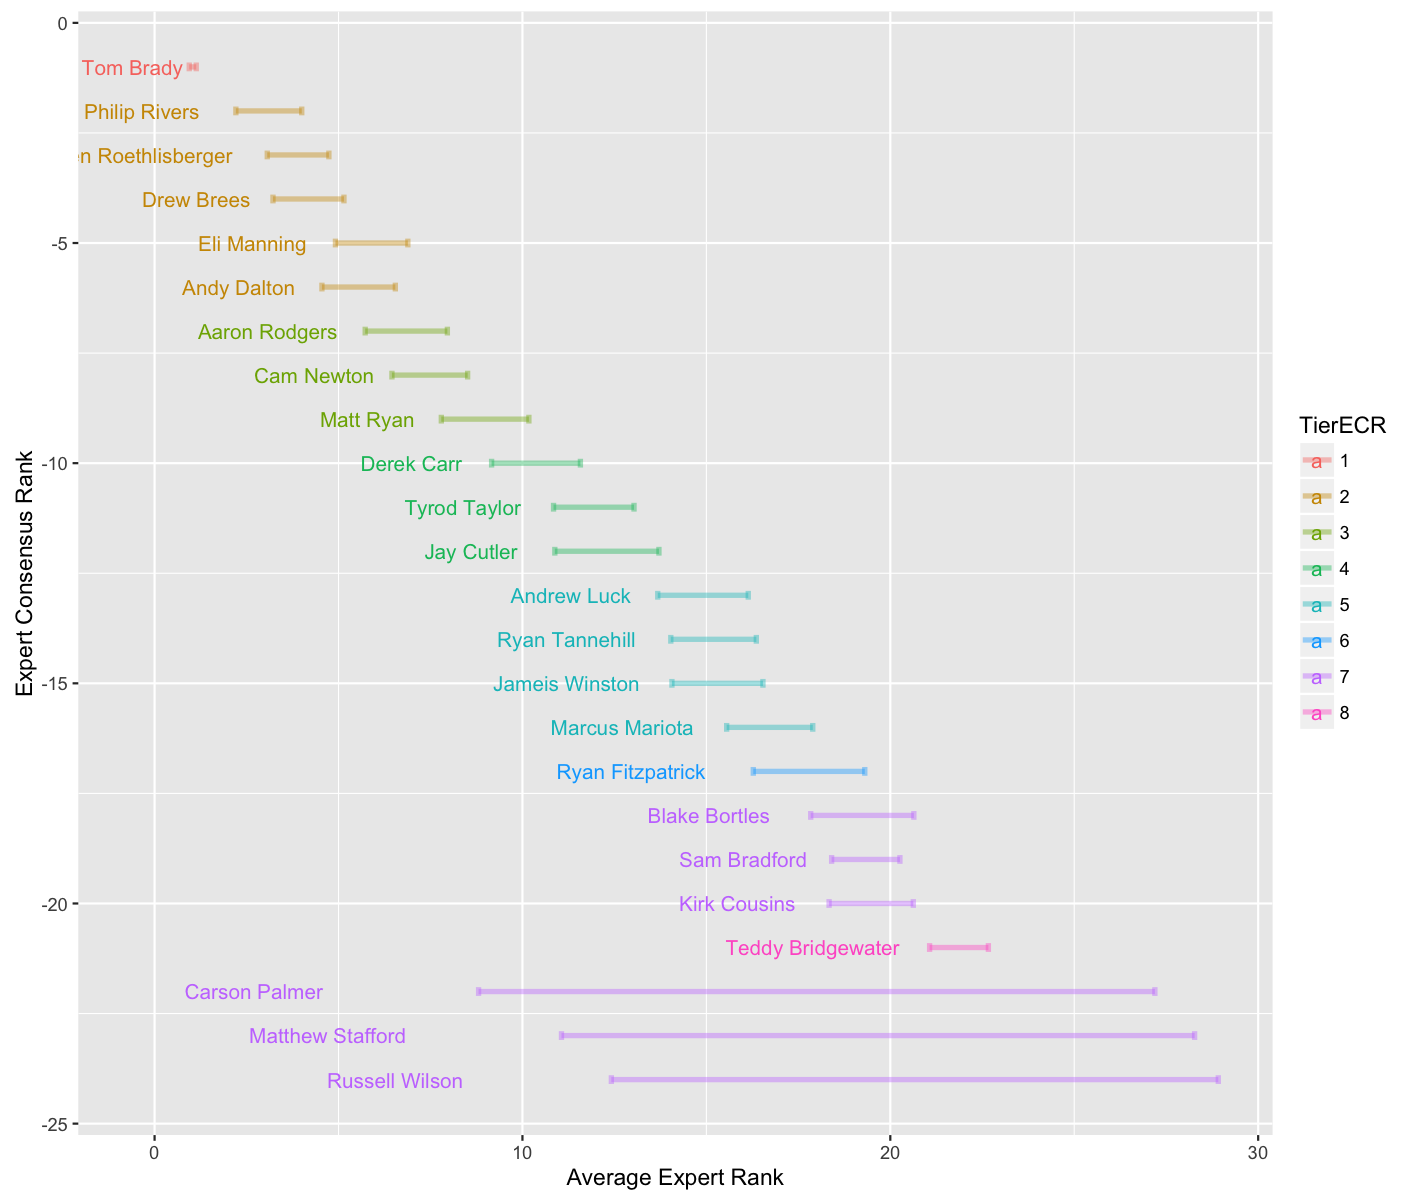 0
Tom Brady
Philip Rivers
en Roethlisberger
Drew Brees
-5
Eli Manning
Andy Dalton
Aaron Rodgers
Cam Newton
Matt Ryan
-10
Derek Carr
Tyrod Taylor
Jay Cutler
Andrew Luck
Ryan Tannehill
-15
Jameis Winston
Marcus Mariota
Ryan Fitzpatrick
Blake Bortles
Sam Bradford
-20
Kirk Cousins
Teddy Bridgewater
Carson Palmer
Matthew Stafford
Russell Wilson
-25
0 10 20 30
Average Expert Rank
Expert Consensus Rank
TierECR
a 1
a 2
a 3
a 4
a 5
a 6
a 7
a 8